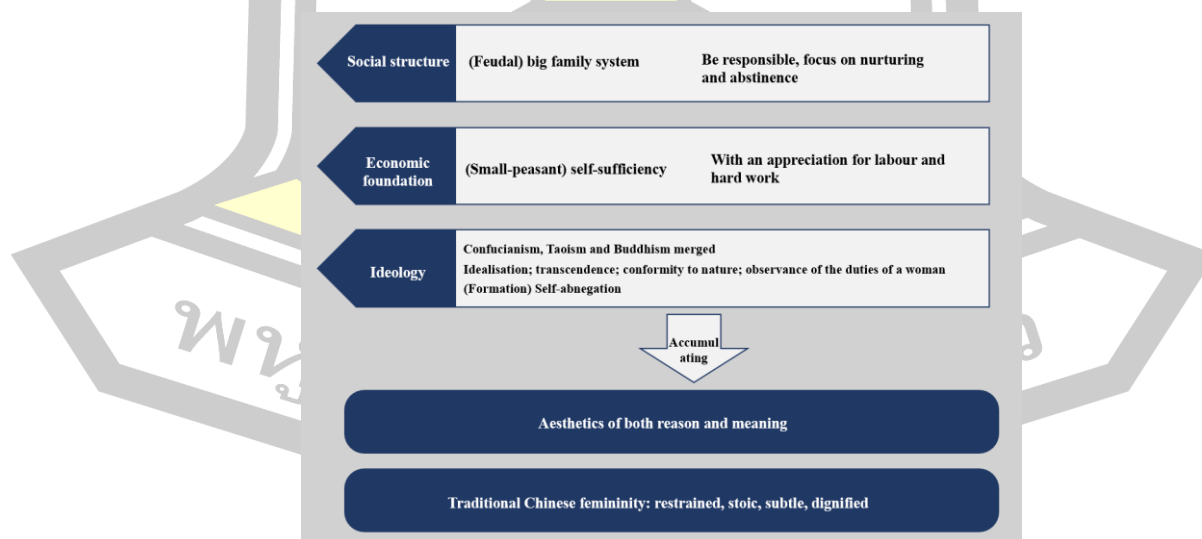 Social structure
(Feudal) big family system
Be responsible, focus on nurturing
and abstinence
Economic
foundation
(Small-peasant) self-sufficiency
With an appreciation for labour and
hard work
Ideology
Confucianism, Taoism and Buddhism merged
Idealisation; transcendence; conformity to nature; observance of the duties of a woman
(Formation) Self-abnegation
Accumul
ating
Aesthetics of both reason and meaning
Traditional Chinese femininity: restrained, stoic, subtle, dignified